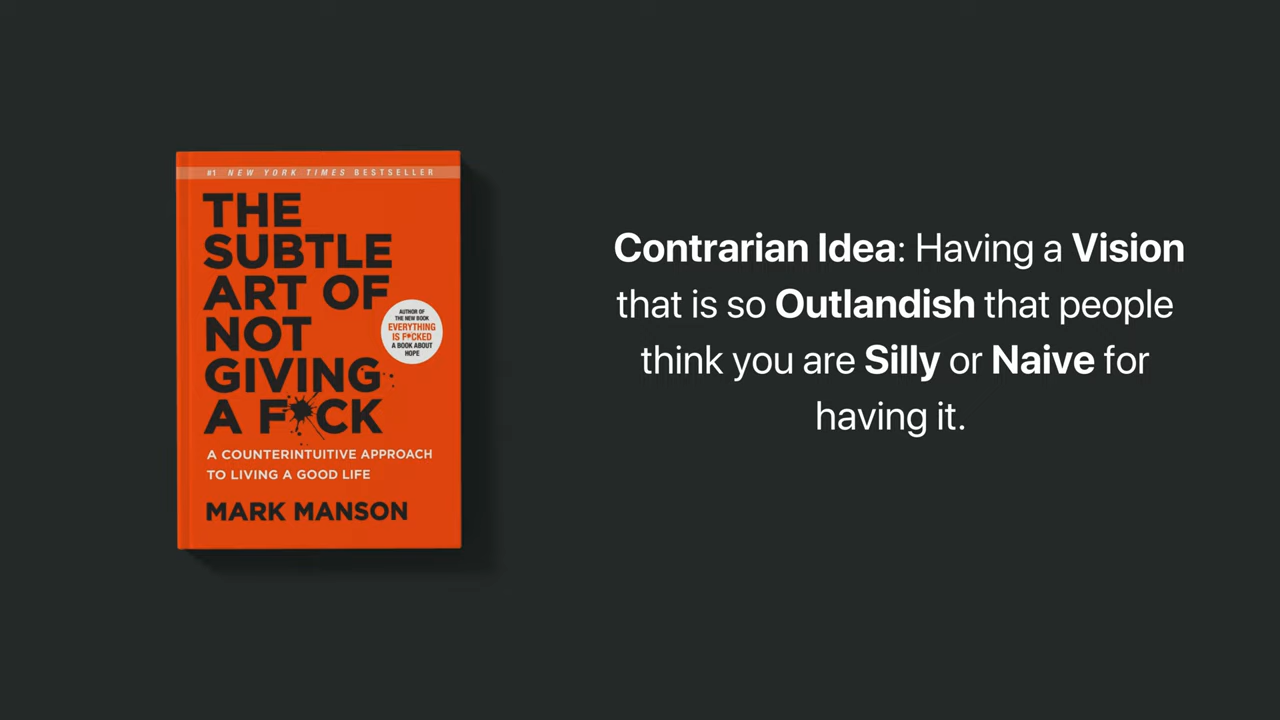 #1 NEW YORK TIMES BESTSELLER
THE
SUBTLE
ART OF
NOT
GIVING
A F*CK
AUTHOR OF
THE NEW BOOK
EVERYTHING
IS F*CKED
A BOOK ABOUT
HOPE
A COUNTERINTUITIVE APPROACH
TO LIVING A GOOD LIFE
MARK MANSON
Contrarian Idea: Having a Vision
that is so Outlandish that people
think you are Silly or Naive for
having it.